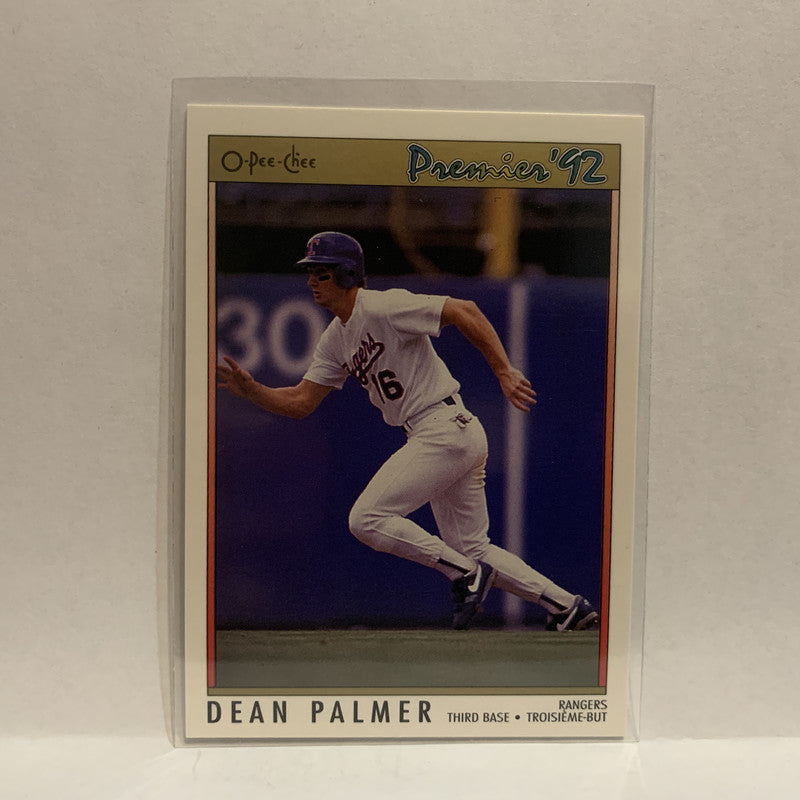 O-Pee-Chee Premier '92
T
30
Rangers
16
DEAN PALMER THIRD BASE • TROISIÈME-BUT
RANGERS